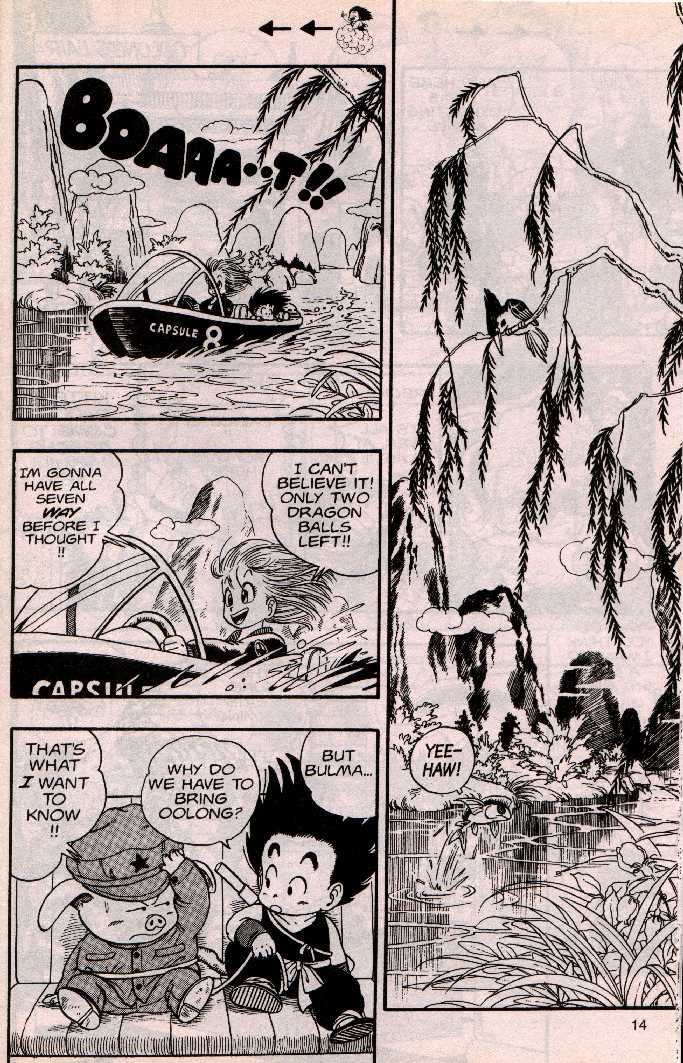 YEE-
HAW!
BOAAA··T!!
CAPSULE 8
I CAN'T
BELIEVE IT!
ONLY TWO
DRAGON
BALLS
LEFT!!
IM GONNA
HAVE ALL
SEVEN
WAY
BEFORE I
THOUGHT
!!
CAPSULE
BUT
BULMA...
WHY DO
WE HAVE TO
BRING
OOLONG?
THAT'S
WHAT
I WANT
TO
KNOW
!!
14